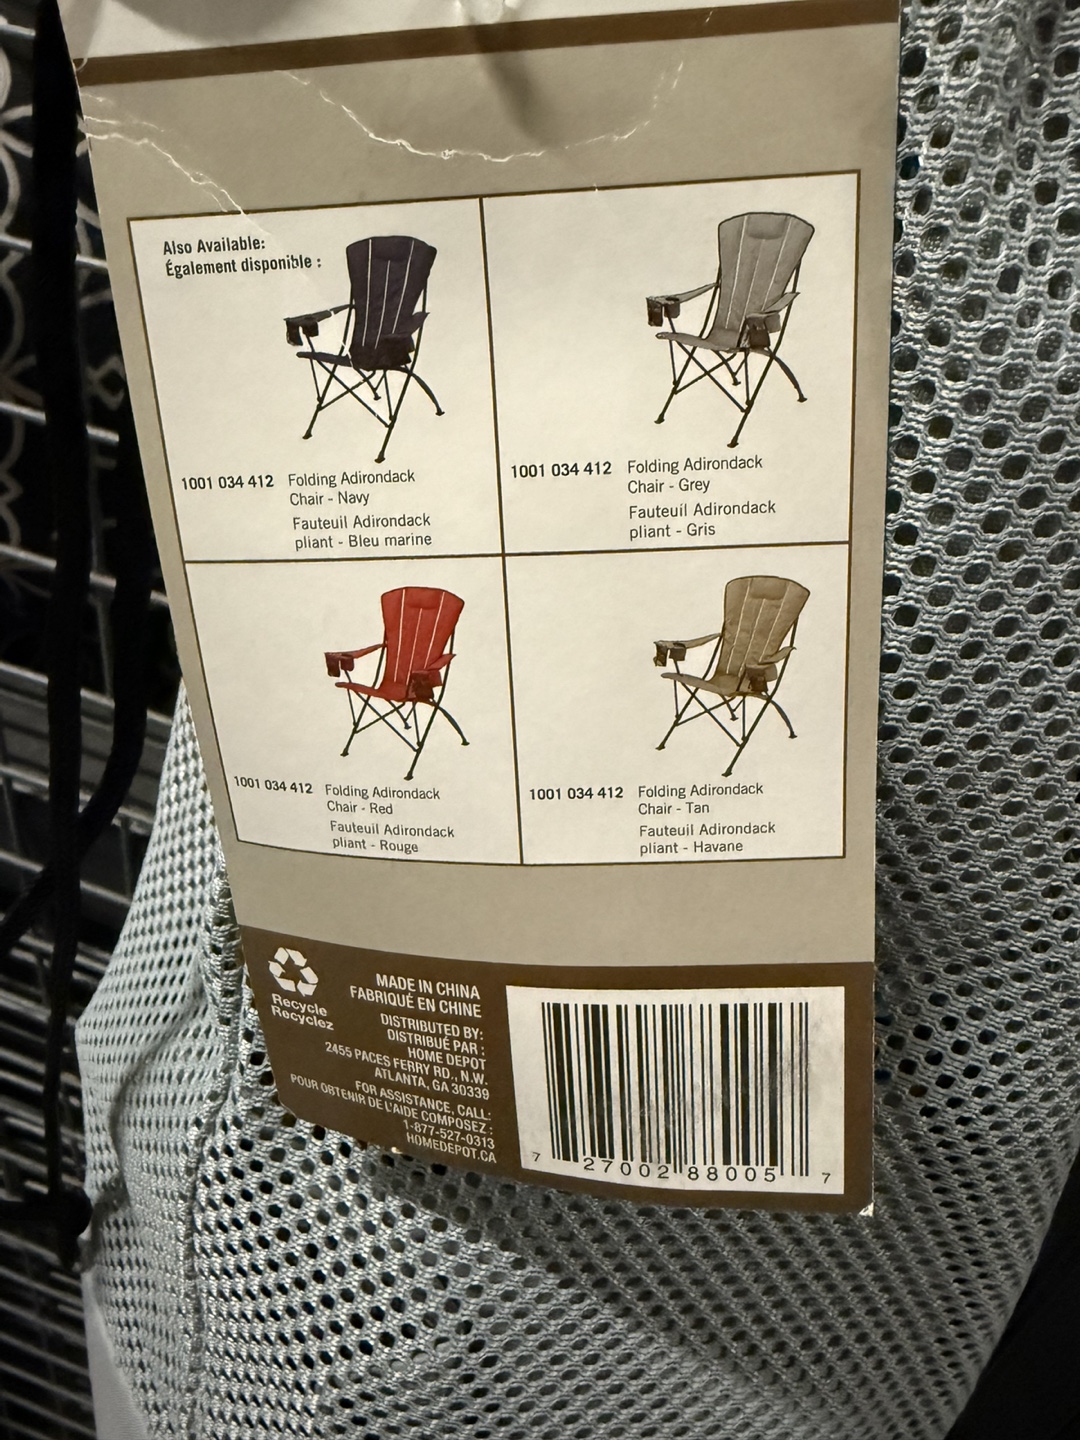 Also Available:
Également disponible :
1001 034 412 Folding Adirondack
Chair - Navy
Fauteuil Adirondack
pliant - Bleu marine
1001 034 412 Folding Adirondack
Chair - Grey
Fauteuil Adirondack
pliant - Gris
1001 034 412 Folding Adirondack
Chair - Red
Fauteuil Adirondack
pliant - Rouge
1001 034 412 Folding Adirondack
Chair - Tan
Fauteuil Adirondack
pliant - Havane
Recycle
Recyclez
MADE IN CHINA
FABRIQUÉ EN CHINE
DISTRIBUTED BY:
DISTRIBUÉ PAR :
HOME DEPOT
2455 PACES FERRY RD., N.W.
ATLANTA, GA 30339
FOR ASSISTANCE, CALL:
POUR OBTENIR DE L'AIDE COMPOSEZ :
1-877-527-0313
HOMEDEPOT.CA
7 27002 88005 7